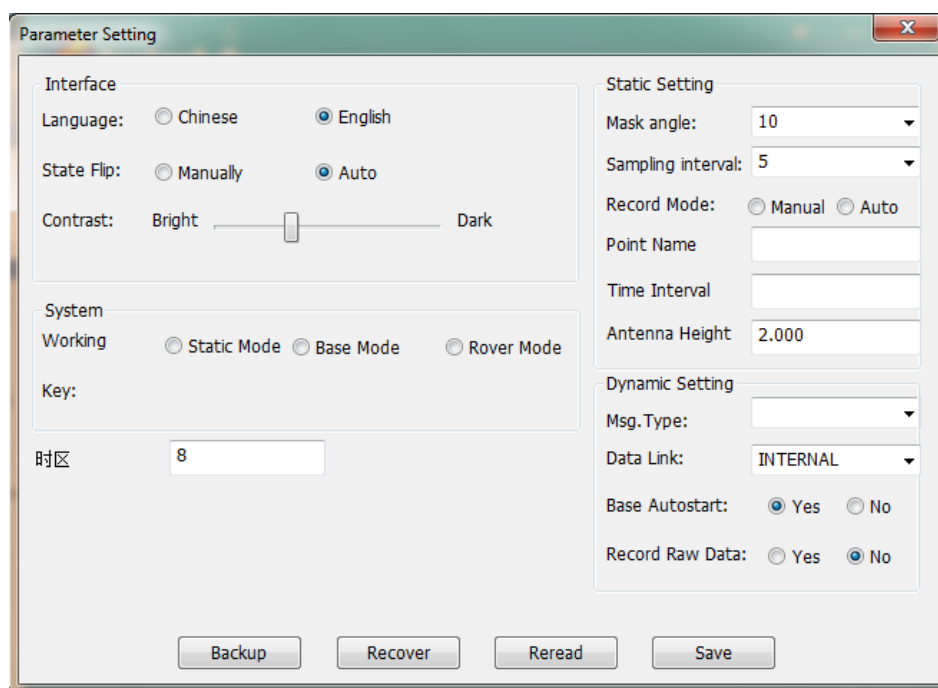 Parameter Setting
Interface
Language: Chinese English
State Flip: Manually Auto
Contrast: Bright Dark
System
Working Static Mode Base Mode Rover Mode
Key:
时区 8
Static Setting
Mask angle: 10
Sampling interval: 5
Record Mode: Manual Auto
Point Name
Time Interval
Antenna Height 2.000
Dynamic Setting
Msg.Type:
Data Link: INTERNAL
Base Autostart: Yes No
Record Raw Data: Yes No
Backup Recover Reread Save